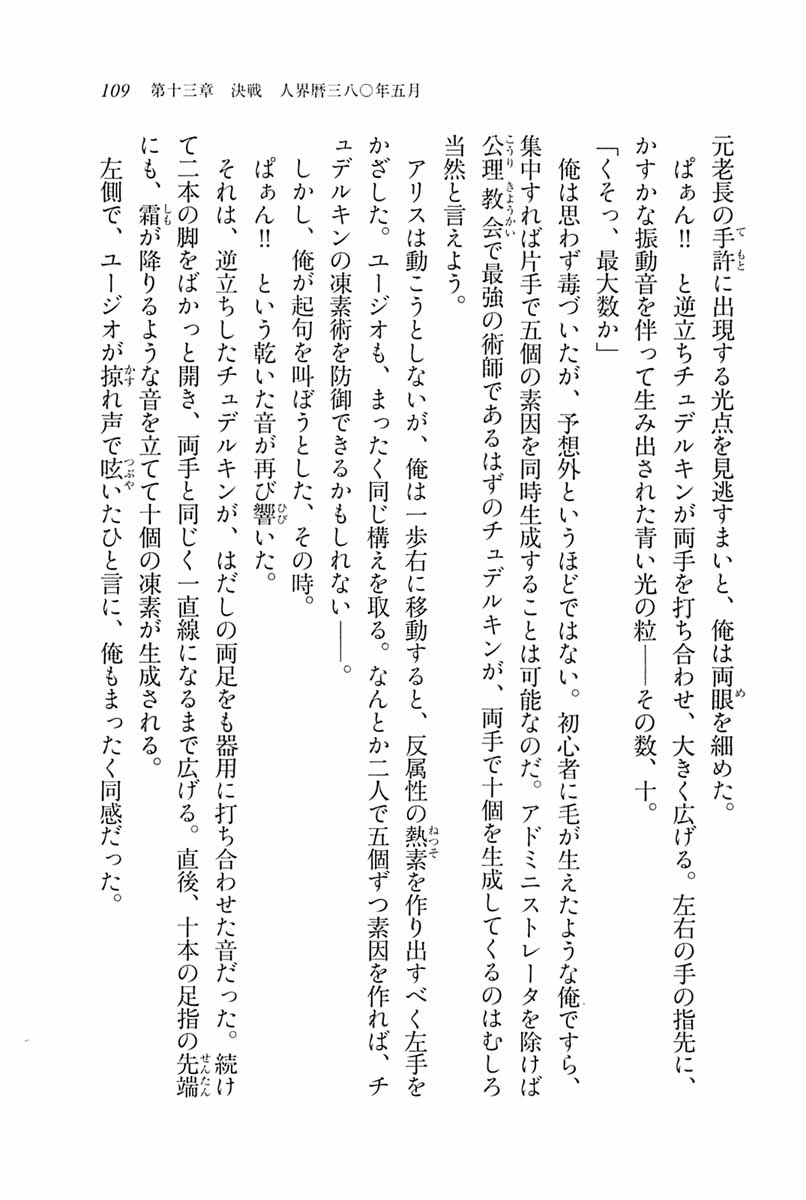 109　第十三章　決戦　人界暦三八〇年五月
元老長の手許に出現する光点を見逃すまいと、俺は両眼を細めた。
　ぱぁん!!　と逆立ちチュデルキンが両手を打ち合わせ、大きく広げる。左右の手の指先に、
かすかな振動音を伴って生み出された青い光の粒――その数、十。
「くそっ、最大数か」
　俺は思わず毒づいたが、予想外というほどではない。初心者に毛が生えたような俺ですら、
集中すれば片手で五個の素因を同時生成することは可能なのだ。アドミニストレータを除けば
公理教会で最強の術師であるはずのチュデルキンが、両手で十個を生成してくるのはむしろ
当然と言えよう。
　アリスは動こうとしないが、俺は一歩右に移動すると、反属性の熱素を作り出すべく左手を
かざした。ユージオも、まったく同じ構えを取る。なんとか二人で五個ずつ素因を作れば、チ
ュデルキンの凍素術を防御できるかもしれない――。
　しかし、俺が起句を叫ぼうとした、その時。
　ぱぁん!!　という乾いた音が再び響いた。
　それは、逆立ちしたチュデルキンが、はだしの両足をも器用に打ち合わせた音だった。続け
て二本の脚をばかっと開き、両手と同じく一直線になるまで広げる。直後、十本の足指の先端
にも、霜が降りるような音を立てて十個の凍素が生成される。
　左側で、ユージオが掠れ声で呟いたひと言に、俺もまったく同感だった。